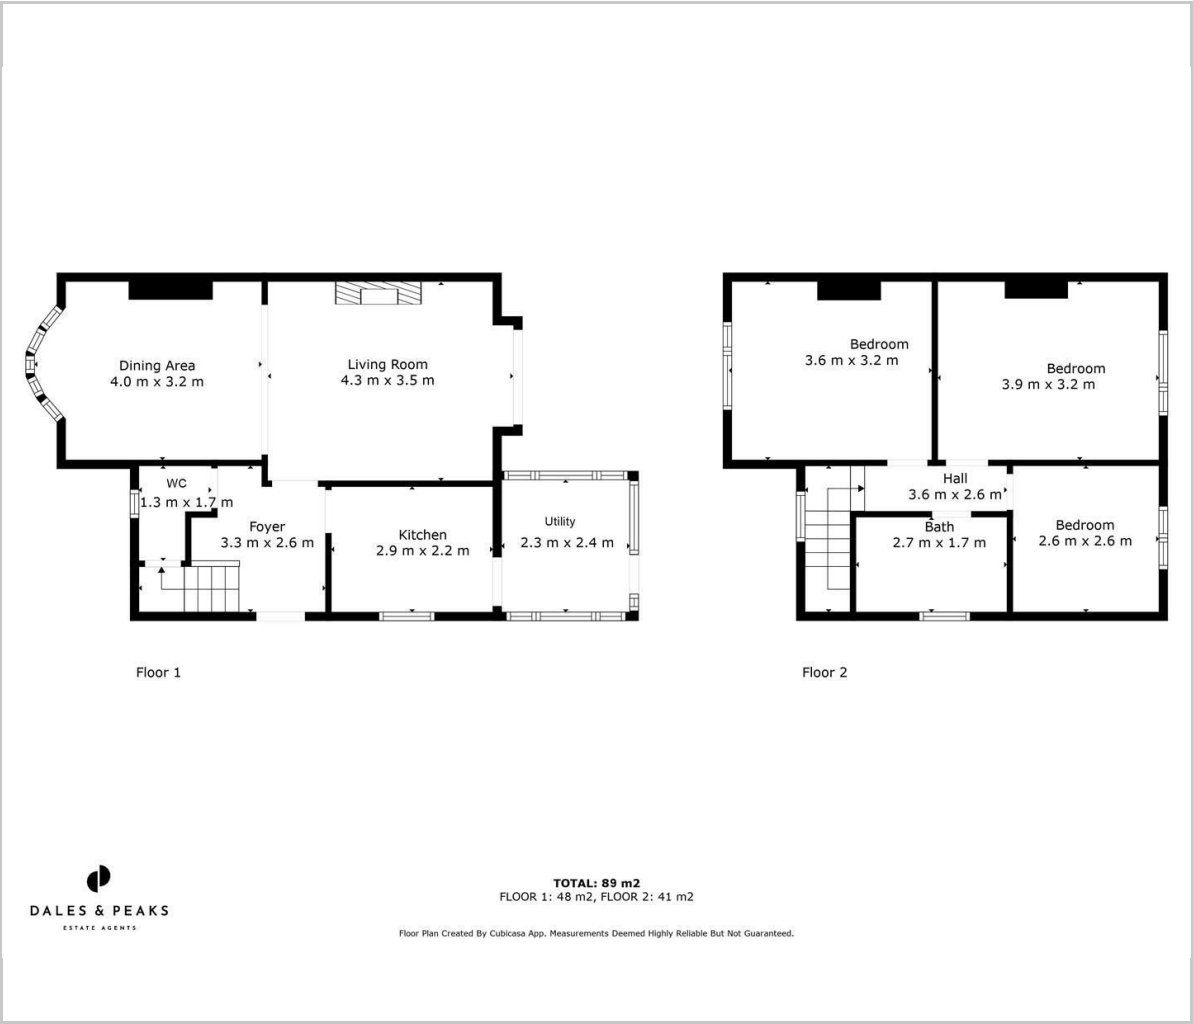 Dining Area
4.0 m x 3.2 m
Living Room
4.3 m x 3.5 m
WC
1.3 m x 1.7 m
Foyer
3.3 m x 2.6 m
Kitchen
2.9 m x 2.2 m
Utility
2.3 m x 2.4 m
Floor 1
Bedroom
3.6 m x 3.2 m
Bedroom
3.9 m x 3.2 m
Hall
3.6 m x 2.6 m
Bath
2.7 m x 1.7 m
Bedroom
2.6 m x 2.6 m
Floor 2
DALES & PEAKS
ESTATE AGENTS
TOTAL: 89 m2
FLOOR 1: 48 m2, FLOOR 2: 41 m2
Floor Plan Created By Cubicasa App. Measurements Deemed Highly Reliable But Not Guaranteed.